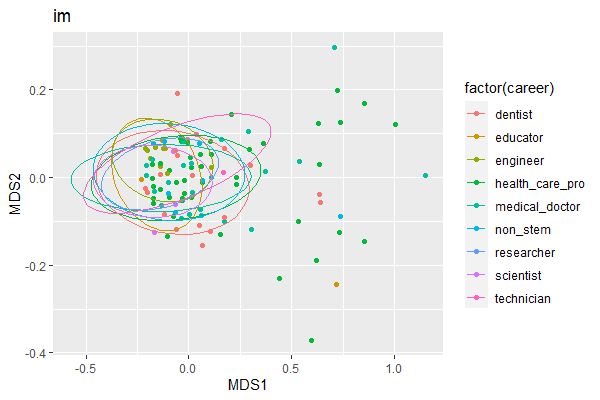 im
MDS2
0.2
0.0
-0.2
-0.4
-0.5
0.0
0.5
1.0
MDS1
factor(career)
dentist
educator
engineer
health_care_pro
medical_doctor
non_stem
researcher
scientist
technician